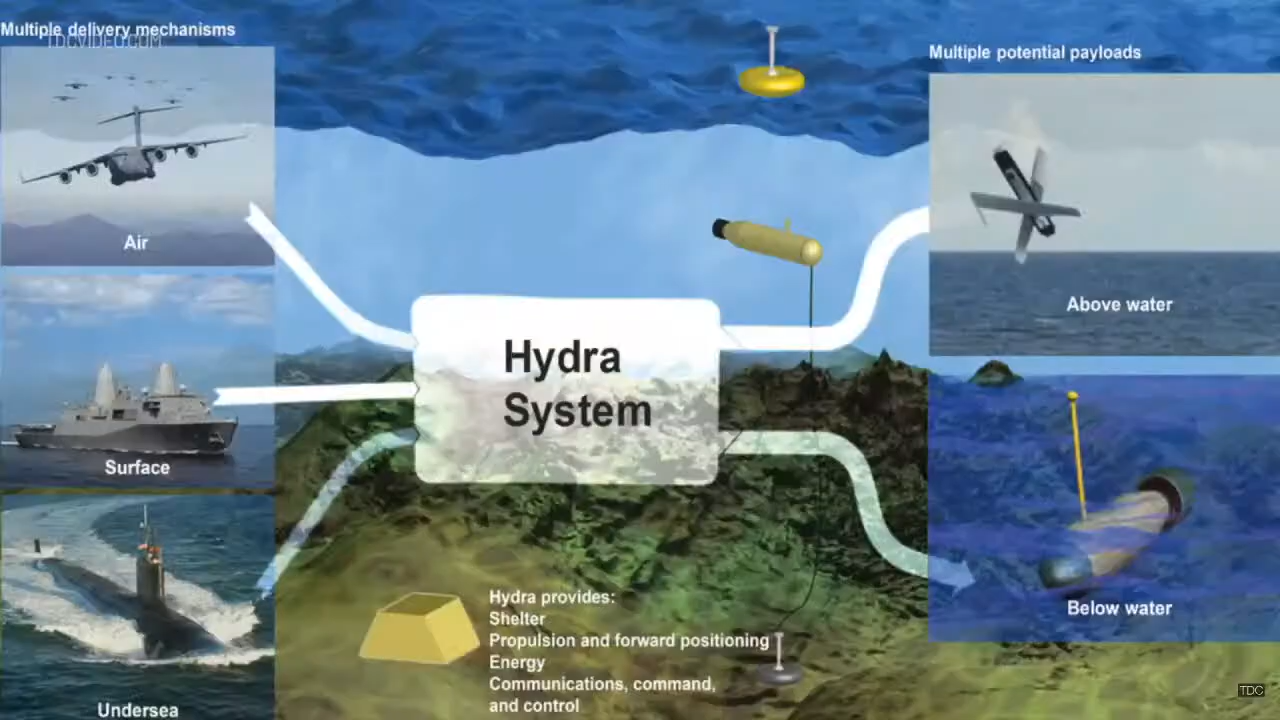 Multiple delivery mechanisms
TDCVIDEO.COM
Air
Surface
Undersea
Hydra
System
Hydra provides:
Shelter
Propulsion and forward positioning
Energy
Communications, command,
and control
Multiple potential payloads
Above water
Below water
TDC